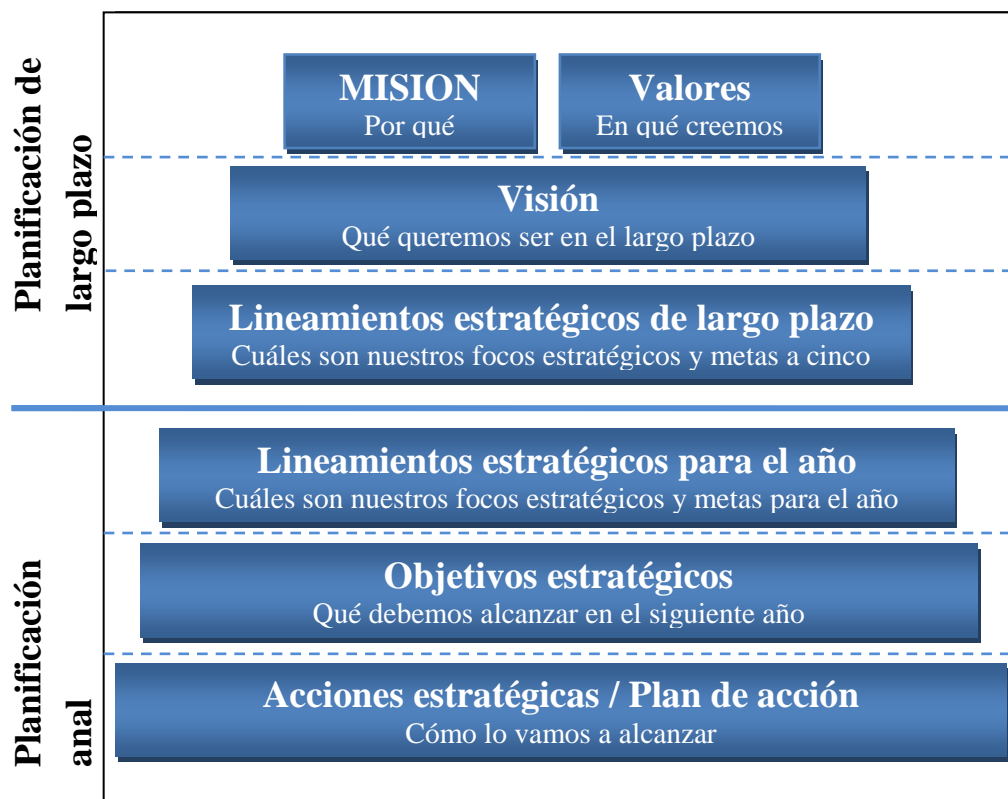 Planificación de
largo plazo
MISION
Por qué
Valores
En qué creemos
Visión
Qué queremos ser en el largo plazo
Lineamientos estratégicos de largo plazo
Cuáles son nuestros focos estratégicos y metas a cinco
Planificación
anal
Lineamientos estratégicos para el año
Cuáles son nuestros focos estratégicos y metas para el año
Objetivos estratégicos
Qué debemos alcanzar en el siguiente año
Acciones estratégicas / Plan de acción
Cómo lo vamos a alcanzar